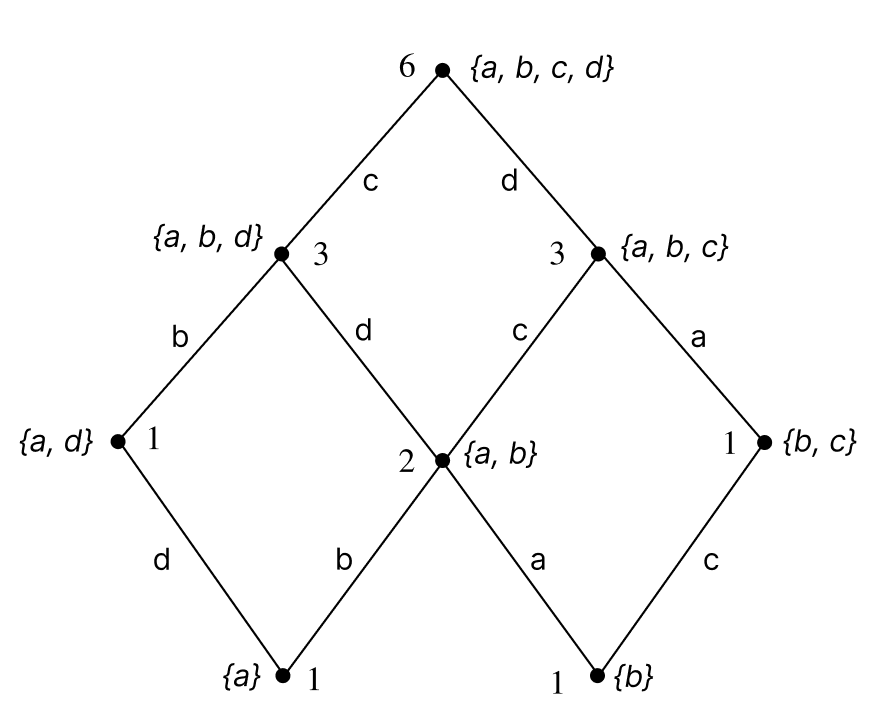 6 {a, b, c, d}
c d
{a, b, d} 3 3 {a, b, c}
b d c a
{a, d} 1 2 {a, b} 1 {b, c}
d b a c
{a} 1 1 {b}